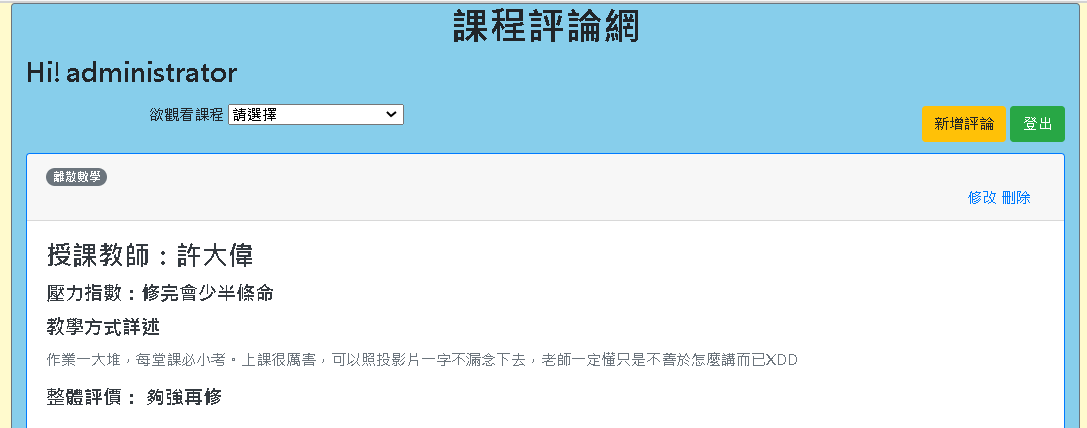 課程評論網
Hi! administrator
欲觀看課程 請選擇
新增評論 登出
離散數學
修改 刪除
授課教師：許大偉
壓力指數：修完會少半條命
教學方式詳述
作業一大堆，每堂課必小考。上課很厲害，可以照投影片一字不漏念下去，老師一定懂只是不善於怎麼講而已XDD
整體評價： 夠強再修